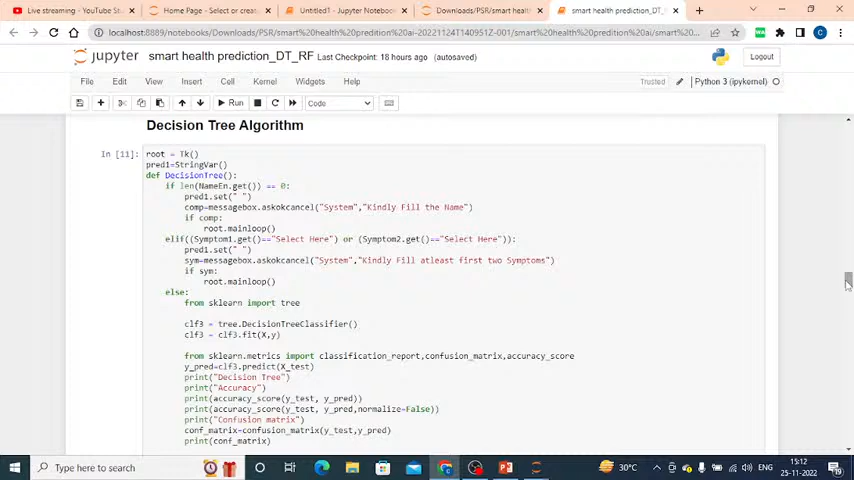 Live streaming - YouTube St
Home Page - Select or create
Untitled1 - Jupyter Notebook
Downloads/PSR/smart healt
smart health prediction_DT_R
localhost:8889/notebooks/Downloads/PSR/smart%20health%20predition%20ai-20221124T140951Z-001/smart%20health%20predition%20ai/smart%
jupyter smart health prediction_DT_RF Last Checkpoint: 18 hours ago (autosaved)
Logout
File Edit View Insert Cell Kernel Widgets Help
Trusted Python 3 (ipykernel)
Run Code
Decision Tree Algorithm
In [11]: root = Tk()
pred1=StringVar()
def DecisionTree():
if len(NameEn.get()) == 0:
pred1.set(" ")
comp=messagebox.askokcancel("System","Kindly Fill the Name")
if comp:
root.mainloop()
elif((Symptom1.get()=="Select Here") or (Symptom2.get()=="Select Here")):
pred1.set(" ")
sym=messagebox.askokcancel("System","Kindly Fill atleast first two Symptoms")
if sym:
root.mainloop()
else:
from sklearn import tree
clf3 = tree.DecisionTreeClassifier()
clf3 = clf3.fit(X,y)
from sklearn.metrics import classification_report,confusion_matrix,accuracy_score
y_pred=clf3.predict(X_test)
print("Decision Tree")
print("Accuracy")
print(accuracy_score(y_test, y_pred))
print(accuracy_score(y_test, y_pred,normalize=False))
print("Confusion matrix")
conf_matrix=confusion_matrix(y_test,y_pred)
print(conf_matrix)
Type here to search
30°C
ENG
15:12
25-11-2022